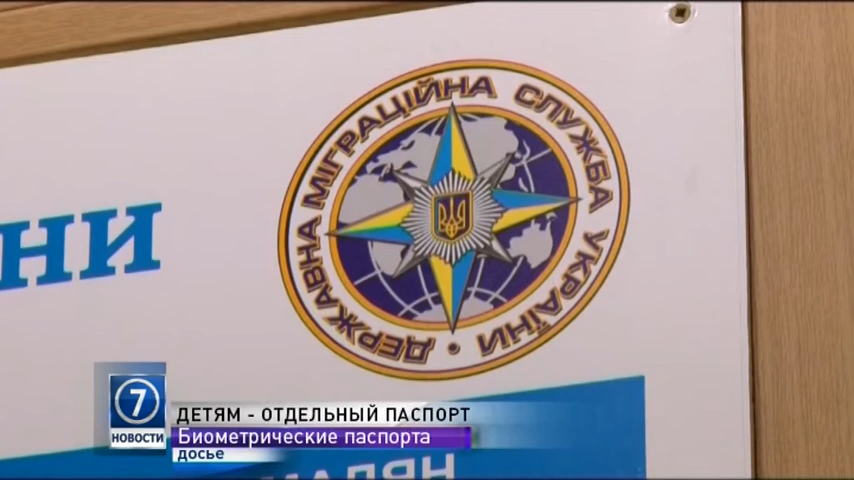 ДЕРЖАВНА МІГРАЦІЙНА СЛУЖБА УКРАЇНИ •
НИ
7
НОВОСТИ
ДЕТЯМ - ОТДЕЛЬНЫЙ ПАСПОРТ
Биометрические паспорта
досье